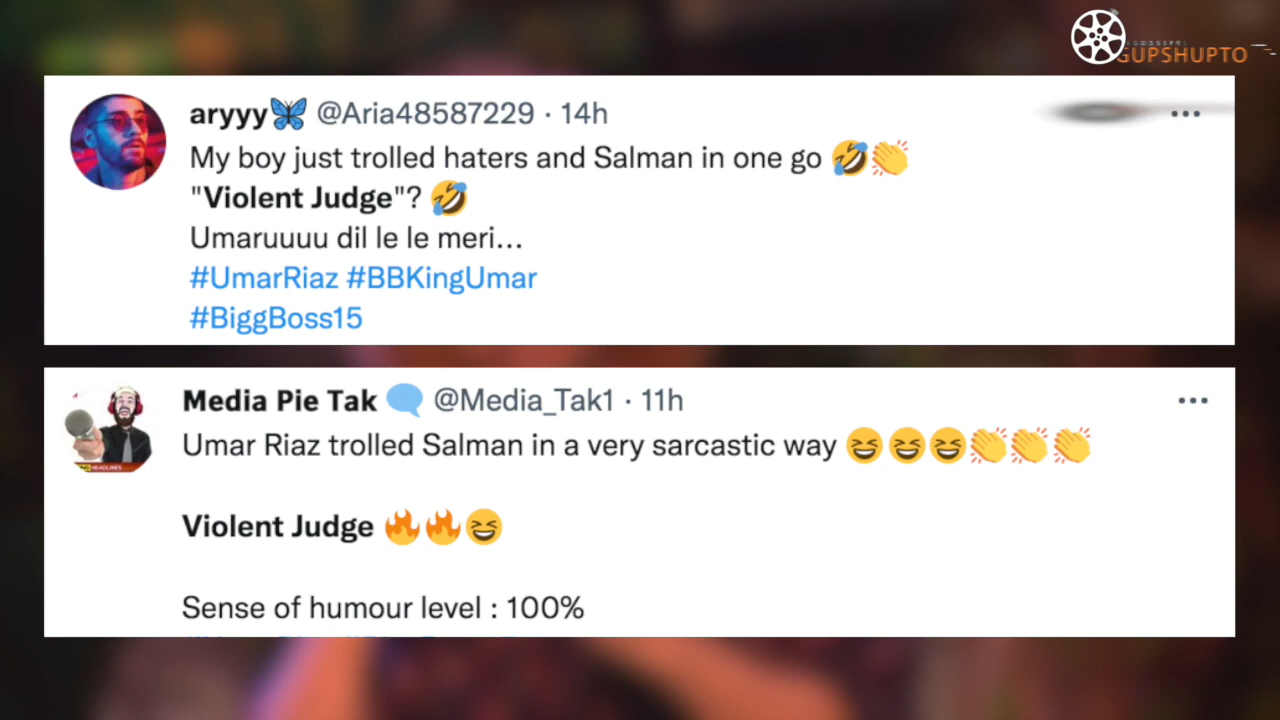 GUPSHUPTO
aryyy🦋 @Aria48587229 · 14h
My boy just trolled haters and Salman in one go 🤣👏
"Violent Judge"? 🤣
Umaruuuu dil le le meri...
#UmarRiaz #BBKingUmar
#BiggBoss15
Media Pie Tak 🗨 @Media_Tak1 · 11h
Umar Riaz trolled Salman in a very sarcastic way 😆😆😆👏👏👏
Violent Judge 🔥🔥😆
Sense of humour level : 100%
HEADLINES